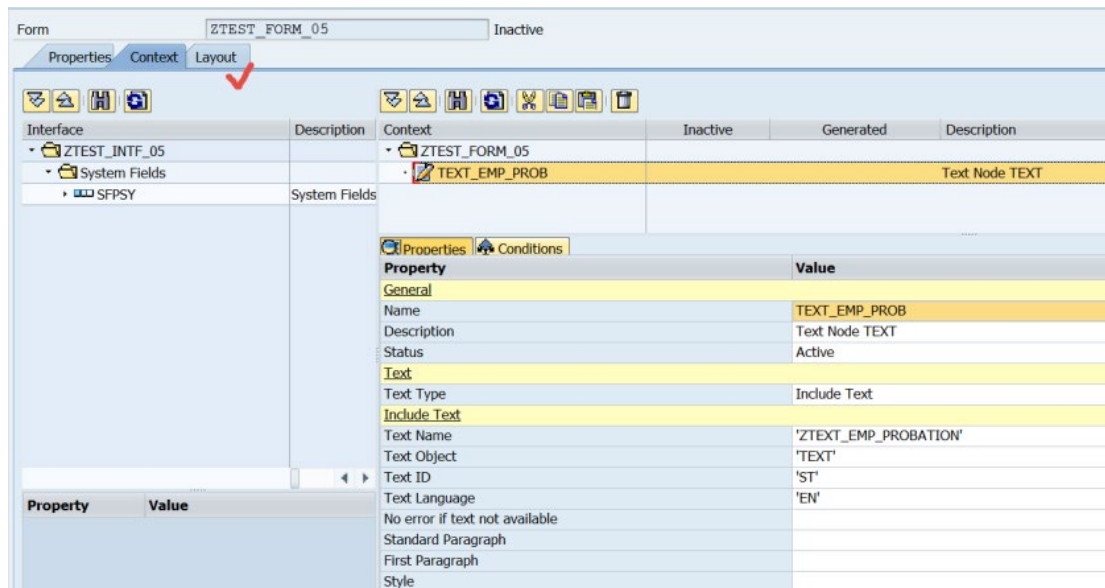 Form ZTEST_FORM_05 Inactive
Properties Context Layout
Interface Description
ZTEST_INTF_05
System Fields
SFPSY System Fields
Property Value
Context Inactive Generated Description
ZTEST_FORM_05
TEXT_EMP_PROB Text Node TEXT
Properties Conditions
Property Value
General
Name TEXT_EMP_PROB
Description Text Node TEXT
Status Active
Text
Text Type Include Text
Include Text
Text Name 'ZTEXT_EMP_PROBATION'
Text Object 'TEXT'
Text ID 'ST'
Text Language 'EN'
No error if text not available
Standard Paragraph
First Paragraph
Style